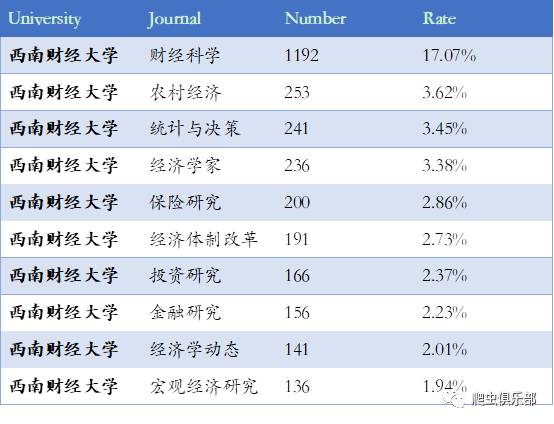 University Journal Number Rate
西南财经大学 财经科学 1192 17.07%
西南财经大学 农村经济 253 3.62%
西南财经大学 统计与决策 241 3.45%
西南财经大学 经济学家 236 3.38%
西南财经大学 保险研究 200 2.86%
西南财经大学 经济体制改革 191 2.73%
西南财经大学 投资研究 166 2.37%
西南财经大学 金融研究 156 2.23%
西南财经大学 经济学动态 141 2.01%
西南财经大学 宏观经济研究 136 1.94%
爬虫俱乐部